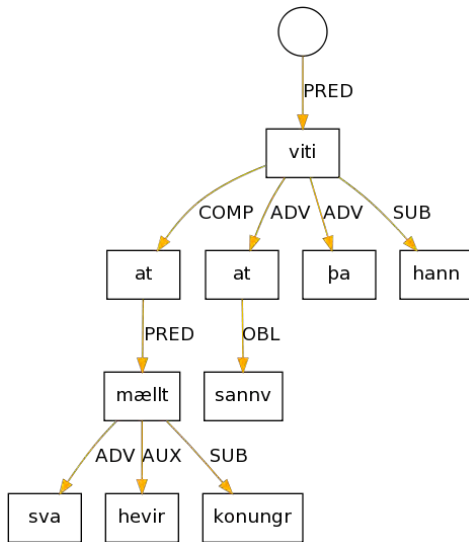 PRED
viti
COMP ADV ADV SUB
at at þa hann
PRED OBL
mællt sannv
ADV AUX SUB
sva hevir konungr